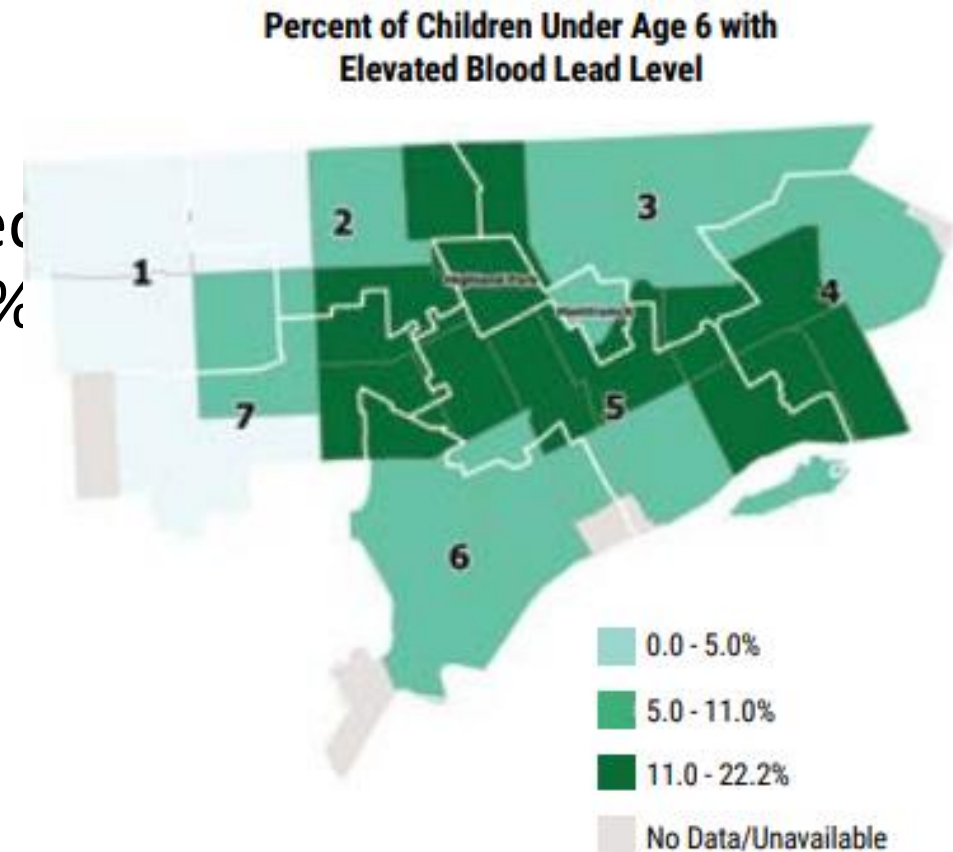 Percent of Children Under Age 6 with
Elevated Blood Lead Level
2
3
1
Highland Park
Hamtramck
4
5
7
6
0.0 - 5.0%
5.0 - 11.0%
11.0 - 22.2%
No Data/Unavailable
%